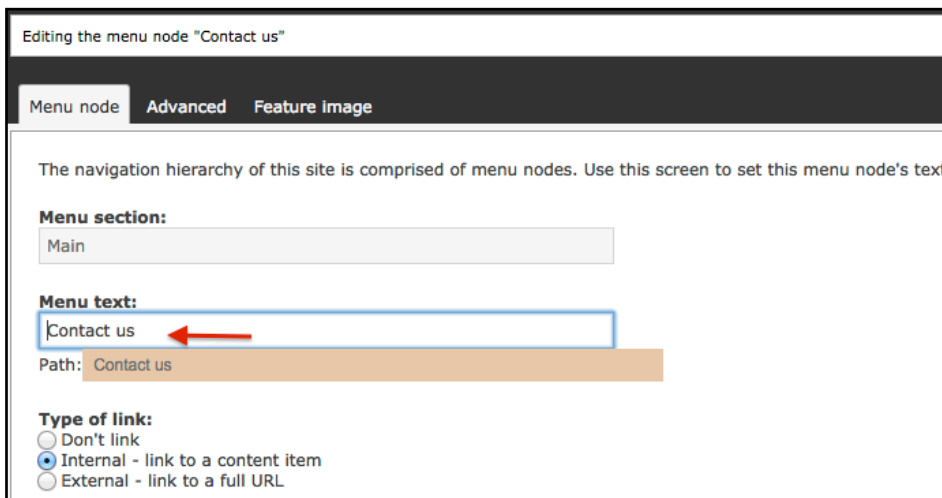 Editing the menu node "Contact us"
Menu node Advanced Feature image
The navigation hierarchy of this site is comprised of menu nodes. Use this screen to set this menu node's text
Menu section:
Main
Menu text:
Contact us
Path: Contact us
Type of link:
Don't link
Internal - link to a content item
External - link to a full URL